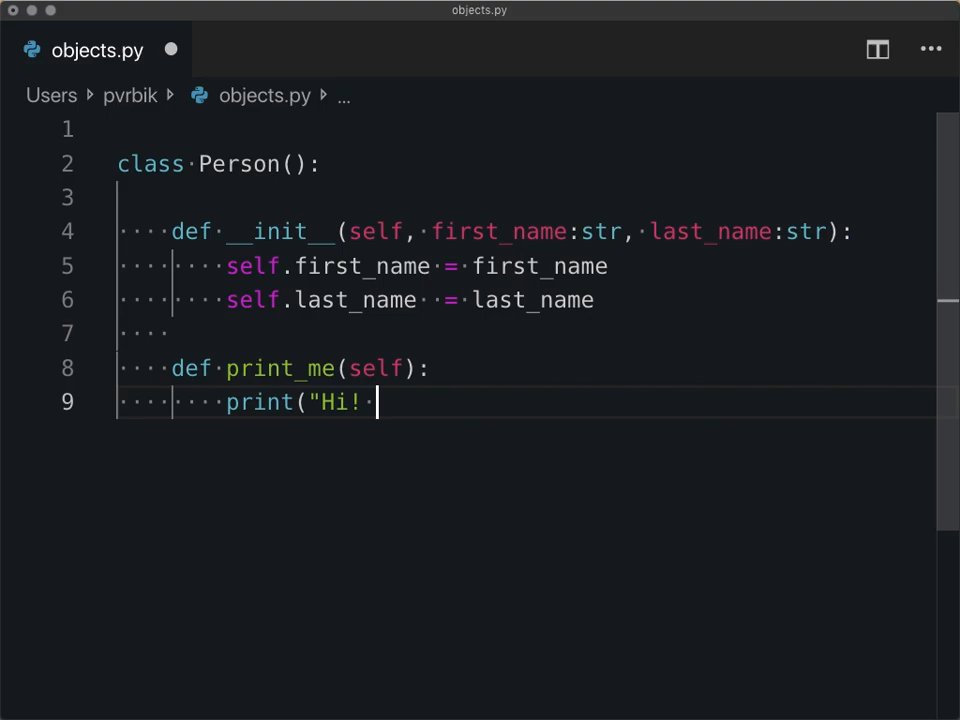 objects.py
objects.py
Users pvrbik objects.py ...
1
2 class Person():
3
4 def __init__(self, first_name:str, last_name:str):
5 self.first_name = first_name
6 self.last_name  = last_name
7
8 def print_me(self):
9 print("Hi!